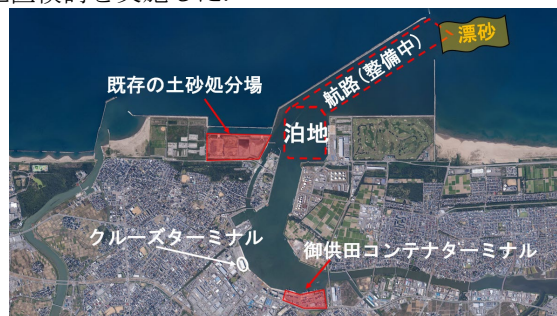 漂砂
航路(整備中)
既存の土砂処分場
泊地
クルーズターミナル
御供田コンテナターミナル